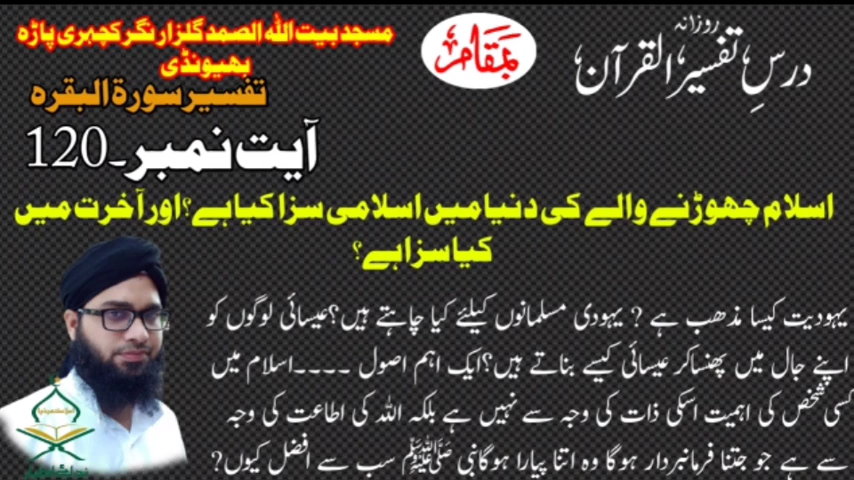 روزانہ
درسِ تفسیر القرآن
بمقام
مسجد بیت اللہ الصمد گلزار نگر کچہری پاڑہ
بھیونڈی
تفسیر سورۃ البقرہ
آیت نمبر۔120
اسلام چھوڑنے والے کی دنیا میں اسلامی سزا کیا ہے؟ اور آخرت میں
کیا سزا ہے؟
یہودیت کیسا مذھب ہے ? یہودی مسلمانوں کیلئے کیا چاہتے ہیں؟عیسائی لوگوں کو
اپنے جال میں پھنسا کر عیسائی کیسے بناتے ہیں؟ایک اہم اصول ۔۔۔۔اسلام میں
کسی شخص کی اہمیت اسکی ذات کی وجہ سے نہیں ہے بلکہ اللہ کی اطاعت کی وجہ
سے ہے جو جتنا فرمانبردار ہوگا وہ اتنا پیارا ہوگا نبی ﷺ سب سے افضل کیوں?